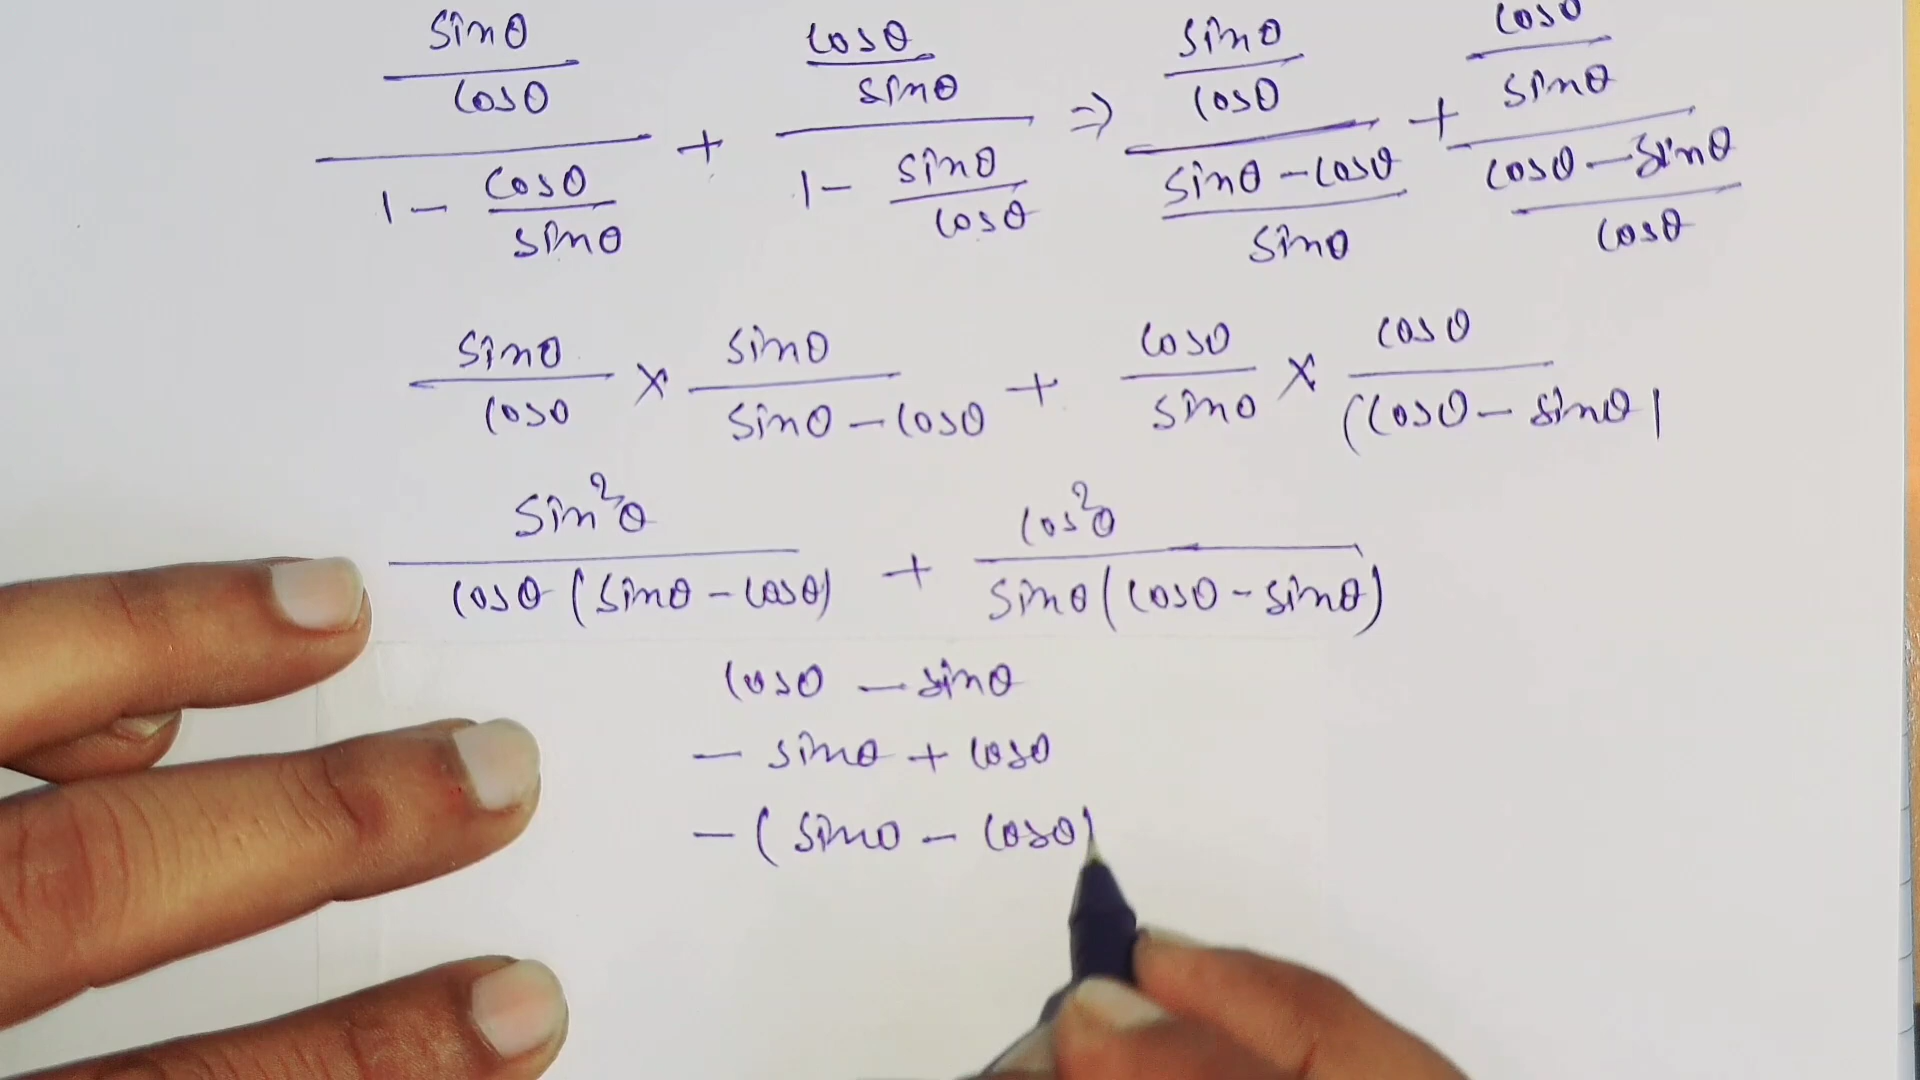 sinθ/cosθ / (1 - cosθ/sinθ) + cosθ/sinθ / (1 - sinθ/cosθ) ⇒ sinθ/cosθ / ((sinθ - cosθ)/sinθ) + cosθ/sinθ / ((cosθ - sinθ)/cosθ)
sinθ/cosθ × sinθ/(sinθ - cosθ) + cosθ/sinθ × cosθ/(cosθ - sinθ)
sin²θ/(cosθ (sinθ - cosθ)) + cos²θ/(sinθ (cosθ - sinθ))
cosθ - sinθ
- sinθ + cosθ
- (sinθ - cosθ)